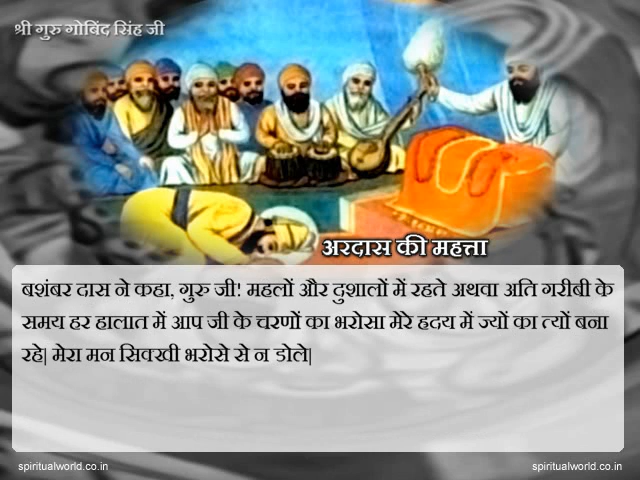 श्री गुरु गोबिंद सिंह जी
अरदास की महत्ता
बशंबर दास ने कहा, गुरु जी! महलों और दुशालों में रहते अथवा अति गरीबी के
समय हर हालात में आप जी के चरणों का भरोसा मेरे हृदय में ज्यों का त्यों बना
रहे| मेरा मन सिक्खी भरोसे से न डोले|
spiritualworld.co.in
spiritualworld.co.in